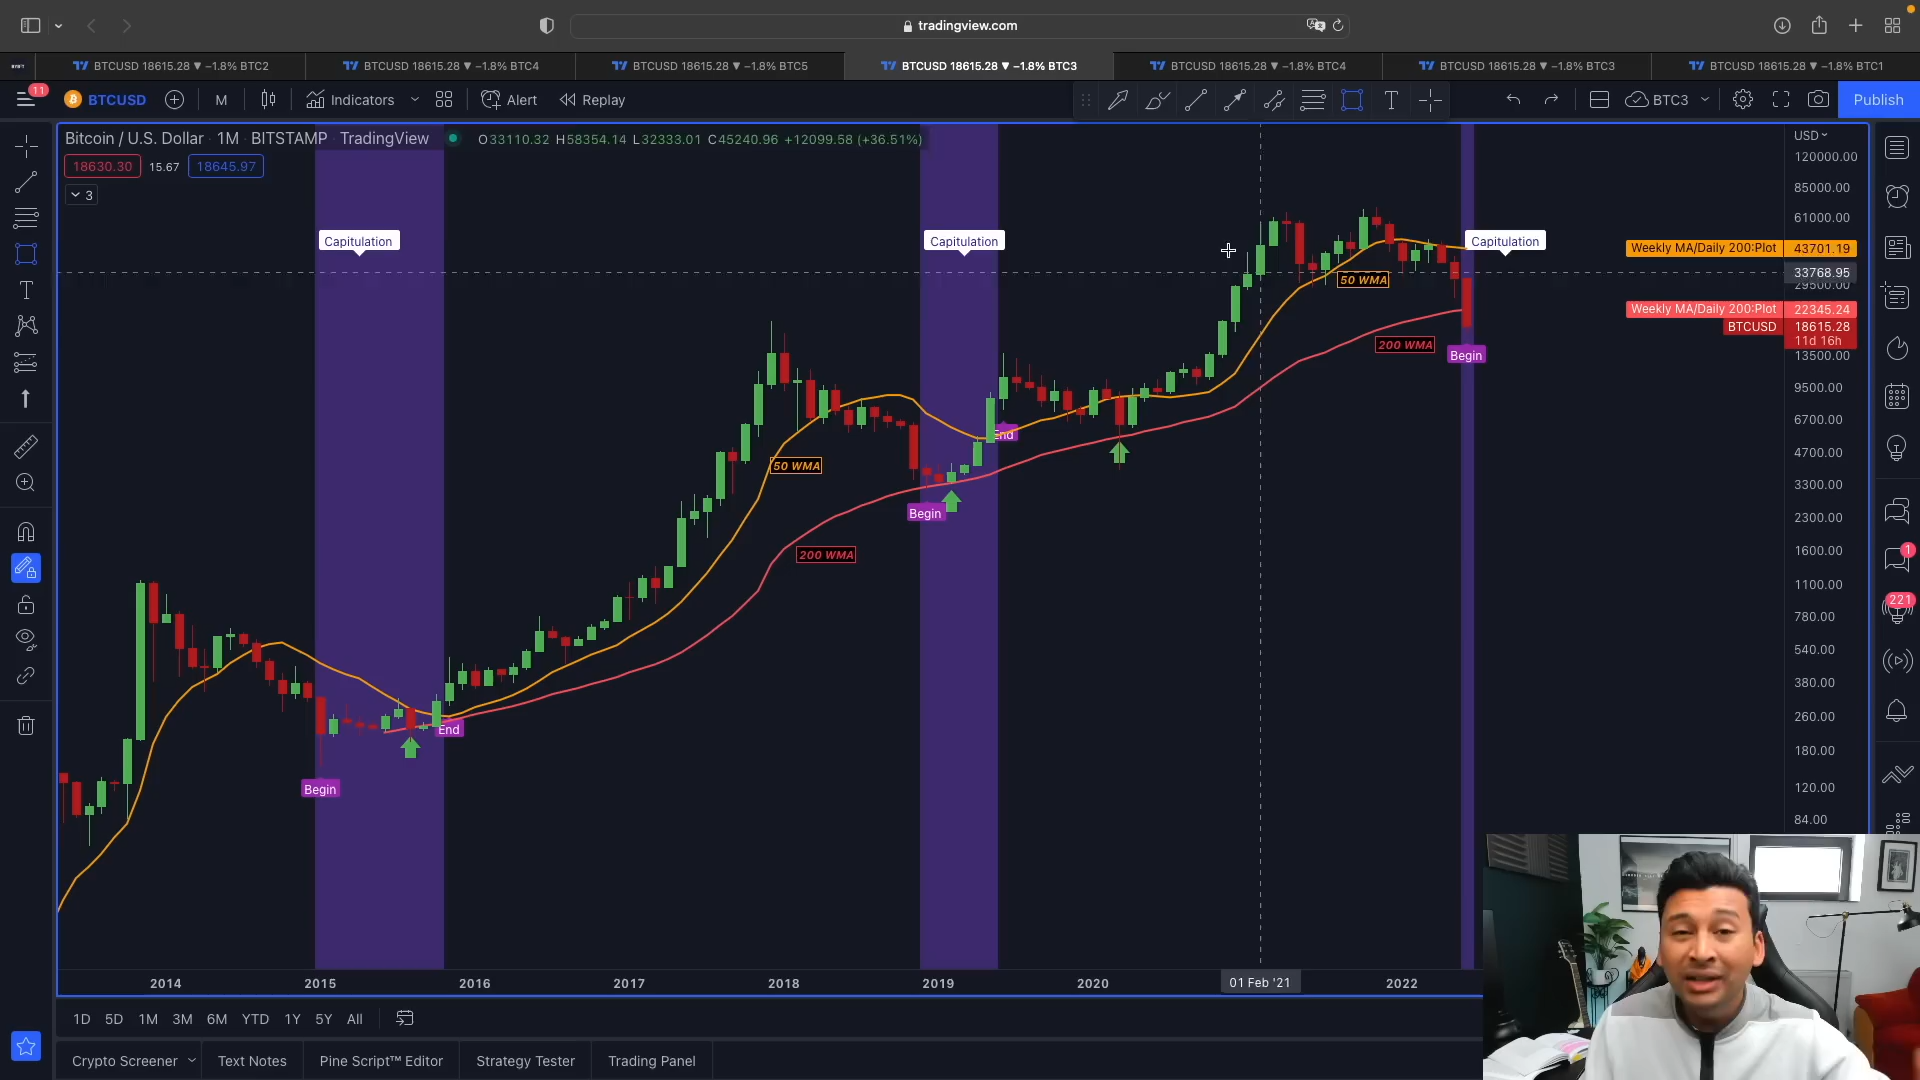 tradingview.com
BTCUSD 18615.28 ▼ −1.8% BTC2
BTCUSD 18615.28 ▼ −1.8% BTC4
BTCUSD 18615.28 ▼ −1.8% BTC5
BTCUSD 18615.28 ▼ −1.8% BTC3
BTCUSD 18615.28 ▼ −1.8% BTC4
BTCUSD 18615.28 ▼ −1.8% BTC3
BTCUSD 18615.28 ▼ −1.8% BTC1
11
BTCUSD M Indicators Alert Replay T BTC3 Publish
Bitcoin / U.S. Dollar · 1M · BITSTAMP · TradingView O33110.32 H58354.14 L32333.01 C45240.96 +12099.58 (+36.51%)
USD
18630.30 15.67 18645.97
120000.00
3
85000.00
61000.00
Capitulation
Capitulation
Capitulation
Weekly MA/Daily 200:Plot 43701.19
33768.95
50 WMA
29500.00
Weekly MA/Daily 200:Plot 22345.24
BTCUSD 18615.28
11d 16h
200 WMA
Begin
13500.00
9500.00
6700.00
End
4700.00
50 WMA
3300.00
Begin
2300.00
200 WMA
1600.00
1
1100.00
221
780.00
540.00
380.00
260.00
End
180.00
Begin
120.00
84.00
2014 2015 2016 2017 2018 2019 2020 01 Feb '21 2022
1D 5D 1M 3M 6M YTD 1Y 5Y All
Crypto Screener Text Notes Pine Script™ Editor Strategy Tester Trading Panel